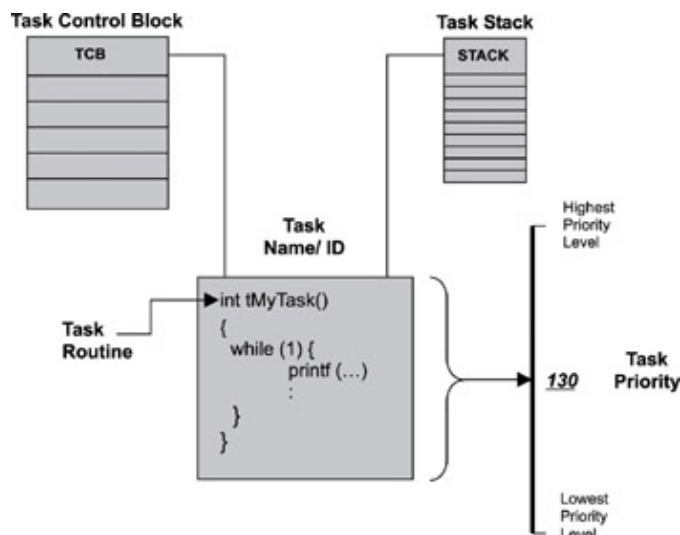 Task Control Block
Task Stack
TCB
STACK
Task
Name/ ID
Highest
Priority
Level
int tMyTask()
{
while (1) {
printf (...)
:
}
}
Task
Routine
130
Task
Priority
Lowest
Priority
Level